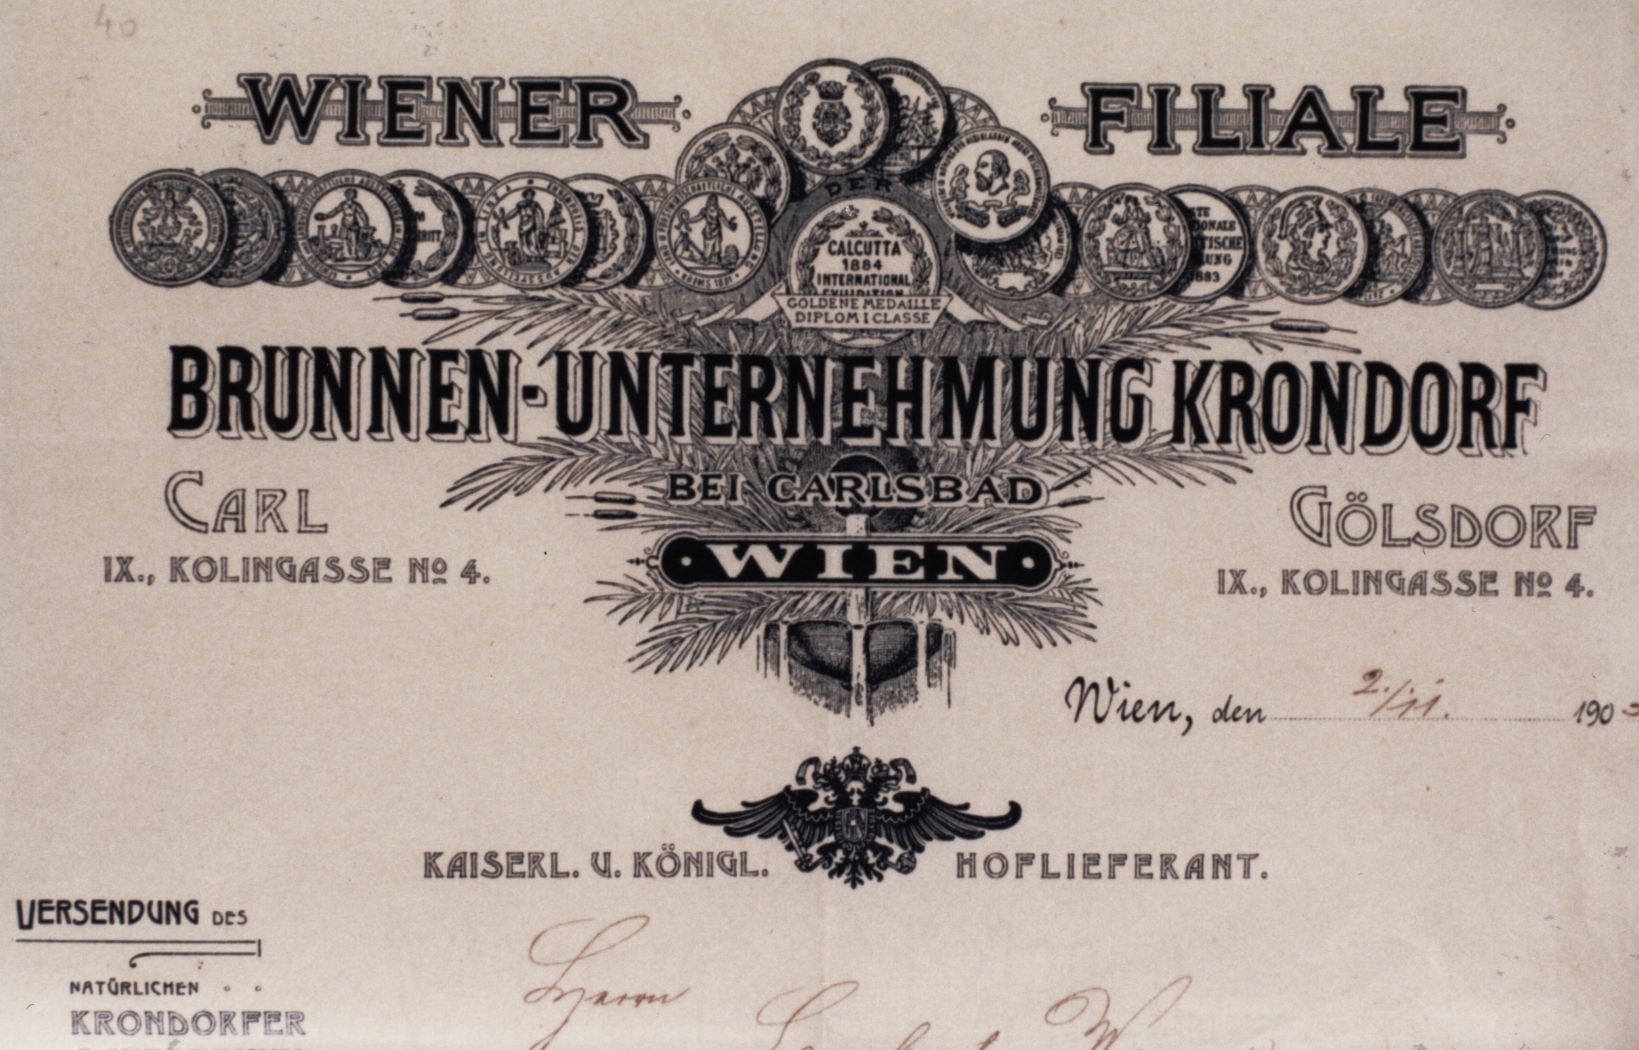 40
WIENER FILIALE
DER
CALCUTTA
1884
INTERNATIONAL
EXHIBITION
GOLDENE MEDAILLE
DIPLOM I CLASSE
BRUNNEN-UNTERNEHMUNG KRONDORF
BEI CARLSBAD
CARL GÖLSDORF
IX., KOLINGASSE No 4. WIEN IX., KOLINGASSE No 4.
Wien, den 2./11. 190
KAISERL. U. KÖNIGL. HOFLIEFERANT.
VERSENDUNG DES
NATÜRLICHEN
KRONDORFER
Herrn